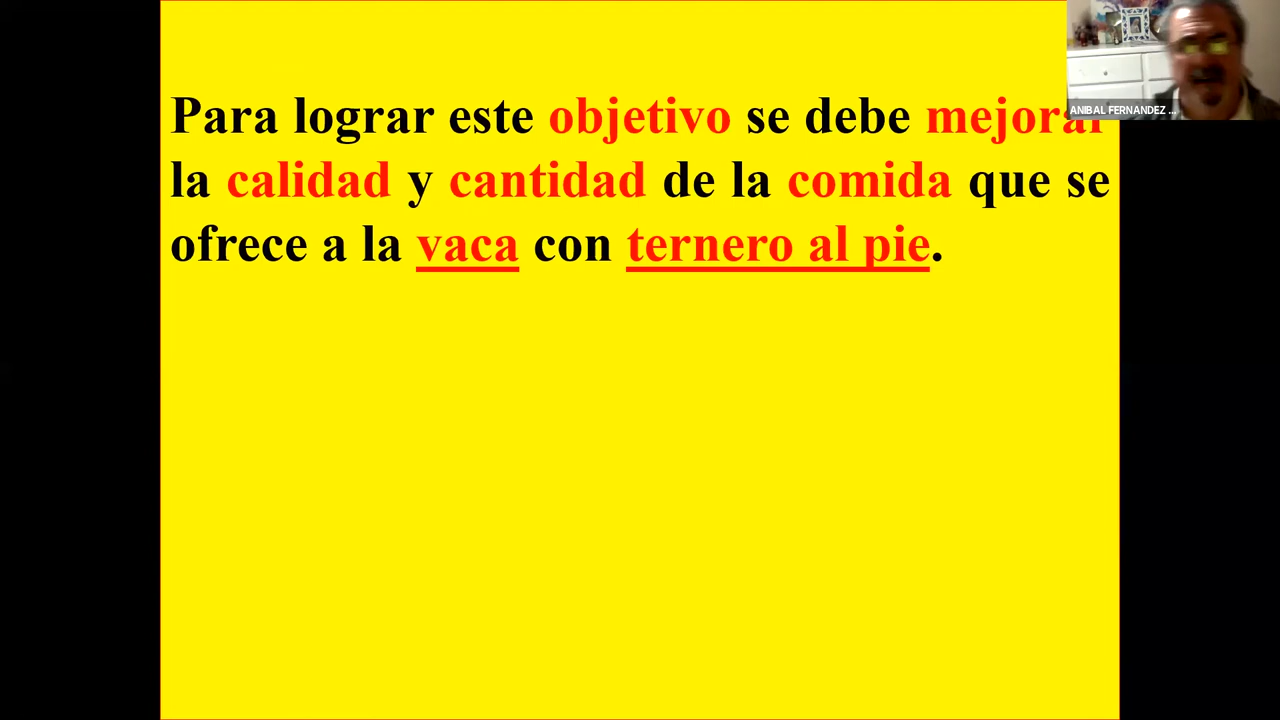 Para lograr este objetivo se debe mejorar
la calidad y cantidad de la comida que se
ofrece a la vaca con ternero al pie.
ANIBAL FERNANDEZ ...